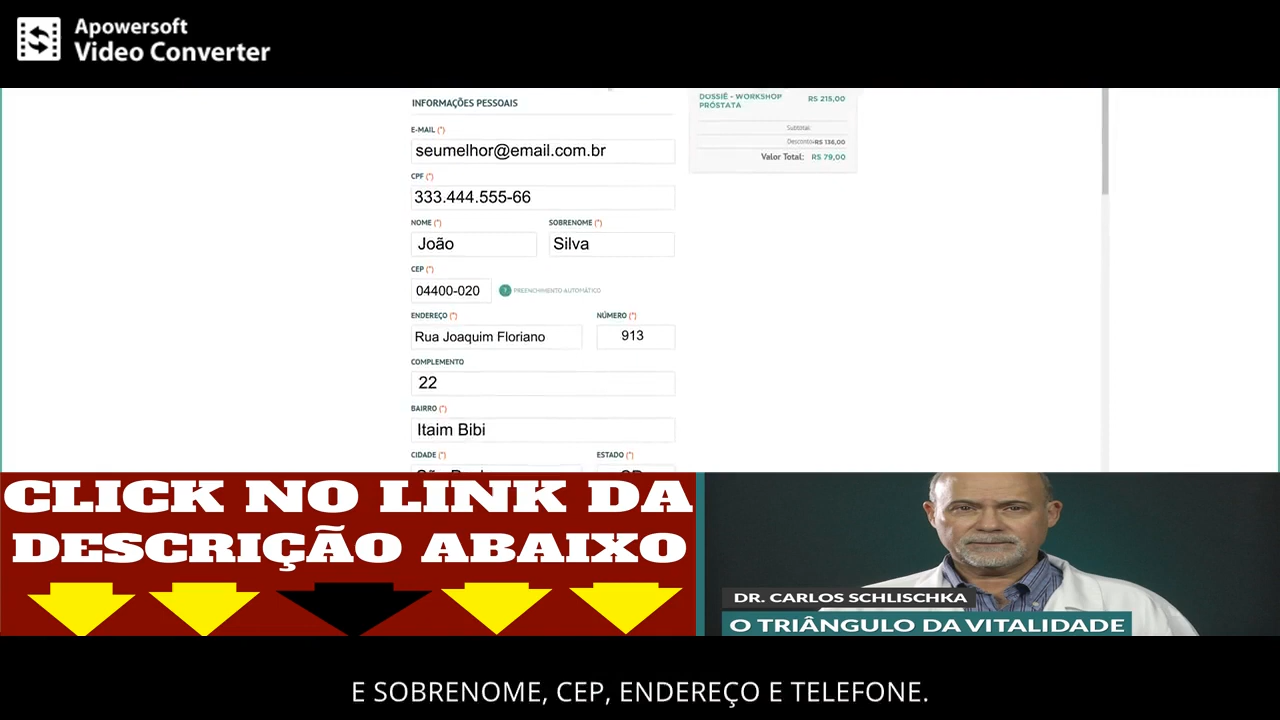 Apowersoft
Video Converter
INFORMAÇÕES PESSOAIS
E-MAIL (*)
seumelhor@email.com.br
CPF (*)
333.444.555-66
NOME (*)
SOBRENOME (*)
João
Silva
CEP (*)
04400-020
? PREENCHIMENTO AUTOMÁTICO
ENDEREÇO (*)
NÚMERO (*)
Rua Joaquim Floriano
913
COMPLEMENTO
22
BAIRRO (*)
Itaim Bibi
CIDADE (*)
ESTADO (*)
DOSSIÊ - WORKSHOP
PRÓSTATA
R$ 215,00
Subtotal:
Desconto: -R$ 136,00
Valor Total: R$ 79,00
CLICK NO LINK DA
DESCRIÇÃO ABAIXO
DR. CARLOS SCHLISCHKA
O TRIÂNGULO DA VITALIDADE
E SOBRENOME, CEP, ENDEREÇO E TELEFONE.